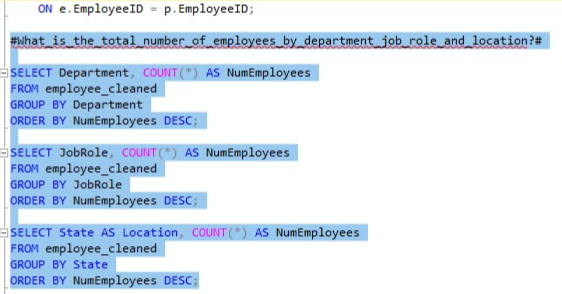 ON e.EmployeeID = p.EmployeeID;
#What_is_the_total_number_of_employees_by_department_job_role_and_location?#
SELECT Department, COUNT(*) AS NumEmployees
FROM employee_cleaned
GROUP BY Department
ORDER BY NumEmployees DESC;
SELECT JobRole, COUNT(*) AS NumEmployees
FROM employee_cleaned
GROUP BY JobRole
ORDER BY NumEmployees DESC;
SELECT State AS Location, COUNT(*) AS NumEmployees
FROM employee_cleaned
GROUP BY State
ORDER BY NumEmployees DESC;